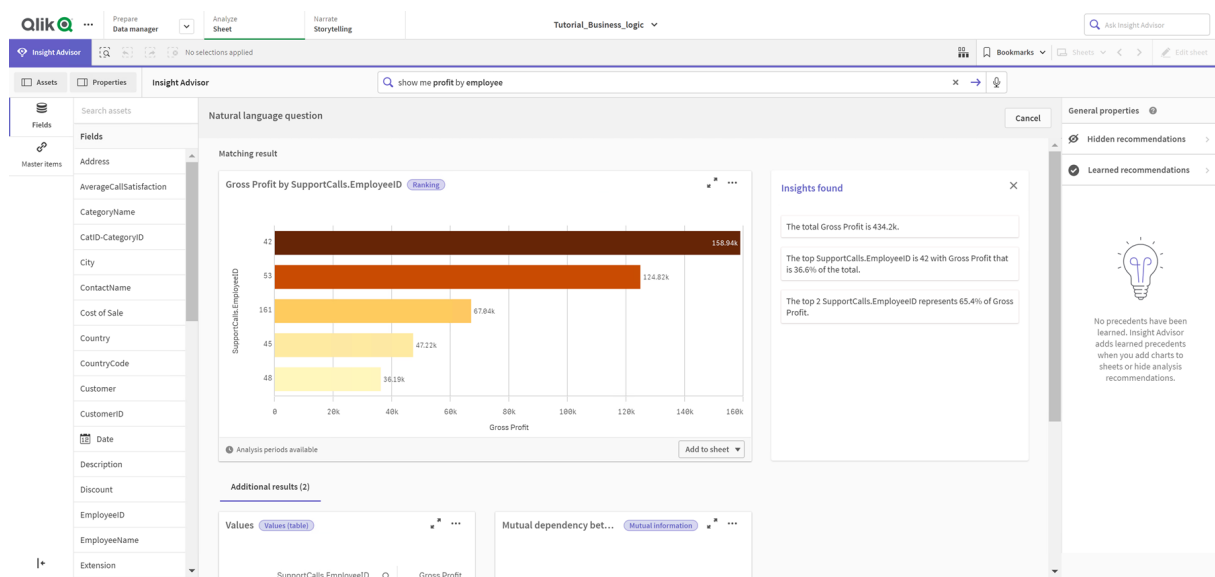 Qlik
Prepare
Data manager
Analyze
Sheet
Narrate
Storytelling
Tutorial_Business_logic
Ask Insight Advisor
Insight Advisor
No selections applied
Bookmarks
Sheets
Edit sheet
Assets
Properties
Insight Advisor
show me profit by employee
Fields
Master items
Search assets
Fields
Address
AverageCallSatisfaction
CategoryName
CatID-CategoryID
City
ContactName
Cost of Sale
Country
CountryCode
Customer
CustomerID
Date
Description
Discount
EmployeeID
EmployeeName
Extension
Natural language question
Cancel
Matching result
Gross Profit by SupportCalls.EmployeeID
Ranking
SupportCalls.EmployeeID
42
158.94k
53
124.82k
161
67.04k
45
47.22k
48
36.19k
0 20k 40k 60k 80k 100k 120k 140k 160k
Gross Profit
Analysis periods available
Add to sheet
Insights found
The total Gross Profit is 434.2k.
The top SupportCalls.EmployeeID is 42 with Gross Profit that
is 36.6% of the total.
The top 2 SupportCalls.EmployeeID represents 65.4% of Gross
Profit.
Additional results (2)
Values
Values (table)
SupportCalls.EmployeeID
Gross Profit
Mutual dependency bet...
Mutual information
General properties
Hidden recommendations
Learned recommendations
No precedents have been
learned. Insight Advisor
adds learned precedents
when you add charts to
sheets or hide analysis
recommendations.